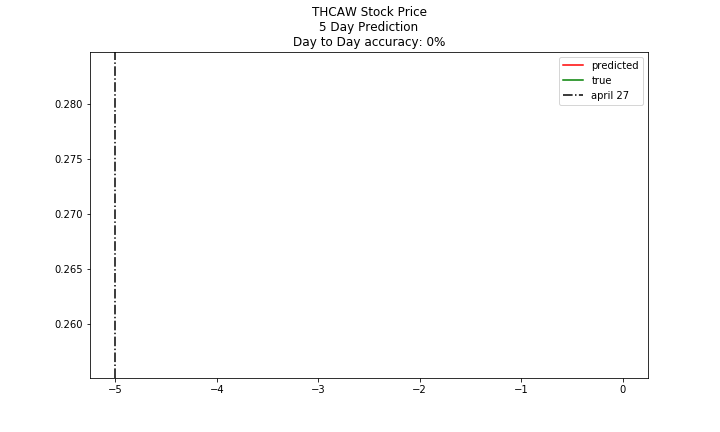 THCAW Stock Price
5 Day Prediction
Day to Day accuracy: 0%
predicted
true
april 27
0.280
0.275
0.270
0.265
0.260
−5
−4
−3
−2
−1
0